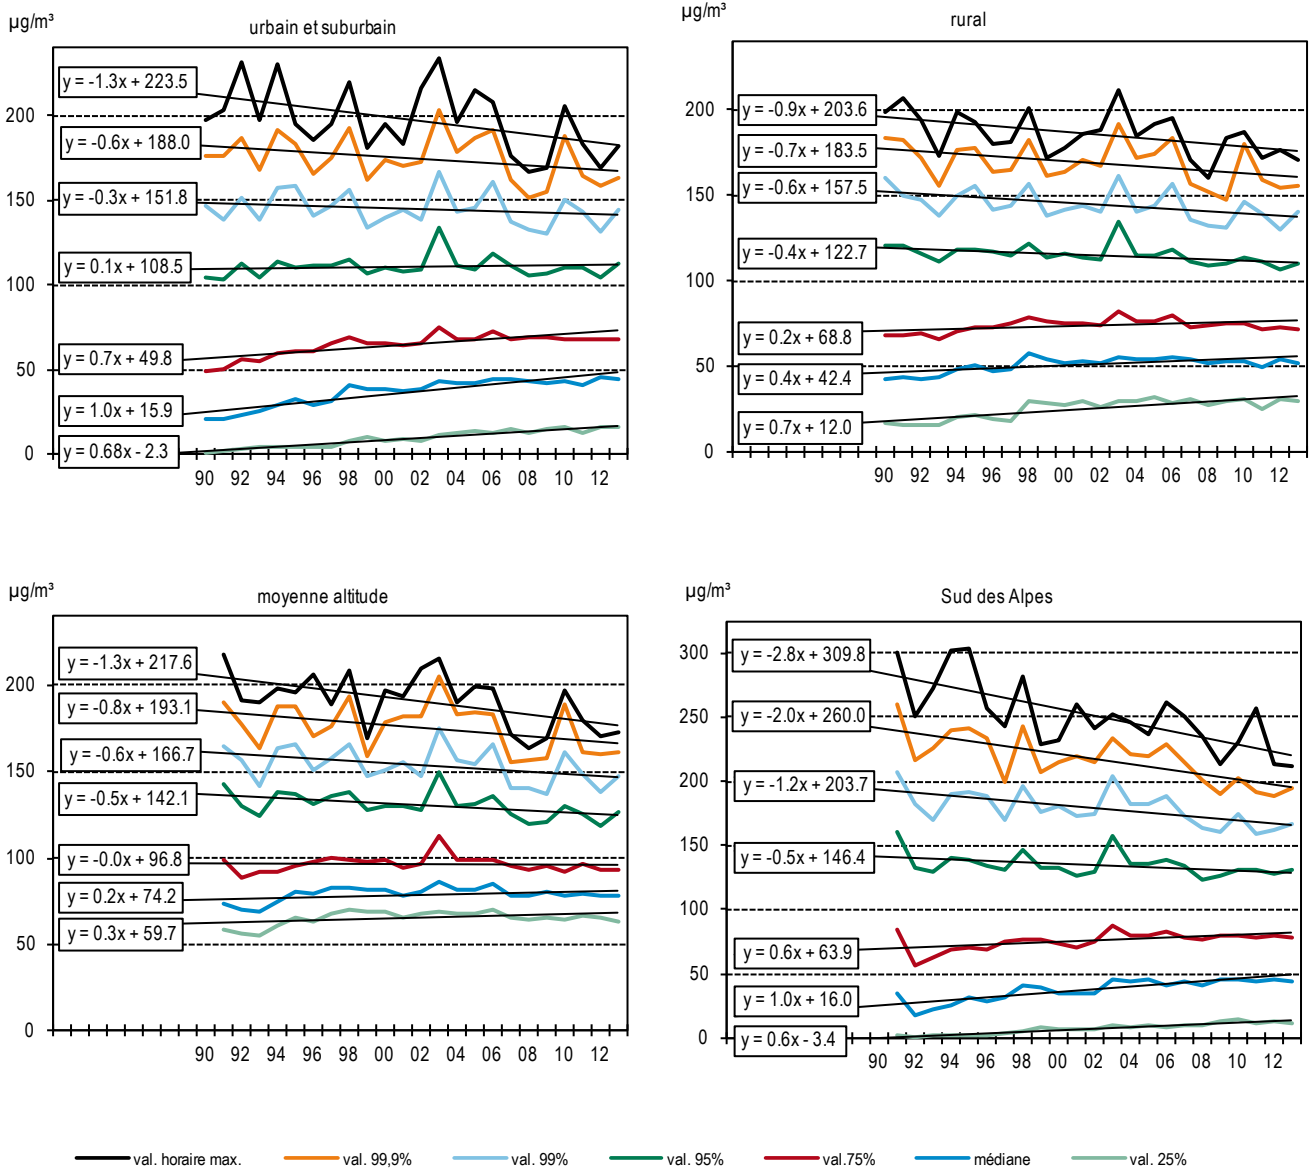 µg/m³
urbain et suburbain
200
150
100
50
0
y = -1.3x + 223.5
y = -0.6x + 188.0
y = -0.3x + 151.8
y = 0.1x + 108.5
y = 0.7x + 49.8
y = 1.0x + 15.9
y = 0.68x - 2.3
90 92 94 96 98 00 02 04 06 08 10 12
µg/m³
rural
200
150
100
50
0
y = -0.9x + 203.6
y = -0.7x + 183.5
y = -0.6x + 157.5
y = -0.4x + 122.7
y = 0.2x + 68.8
y = 0.4x + 42.4
y = 0.7x + 12.0
90 92 94 96 98 00 02 04 06 08 10 12
µg/m³
moyenne altitude
200
150
100
50
0
y = -1.3x + 217.6
y = -0.8x + 193.1
y = -0.6x + 166.7
y = -0.5x + 142.1
y = -0.0x + 96.8
y = 0.2x + 74.2
y = 0.3x + 59.7
90 92 94 96 98 00 02 04 06 08 10 12
µg/m³
Sud des Alpes
300
250
200
150
100
50
0
y = -2.8x + 309.8
y = -2.0x + 260.0
y = -1.2x + 203.7
y = -0.5x + 146.4
y = 0.6x + 63.9
y = 1.0x + 16.0
y = 0.6x - 3.4
90 92 94 96 98 00 02 04 06 08 10 12
val. horaire max.
val. 99,9%
val. 99%
val. 95%
val.75%
médiane
val. 25%